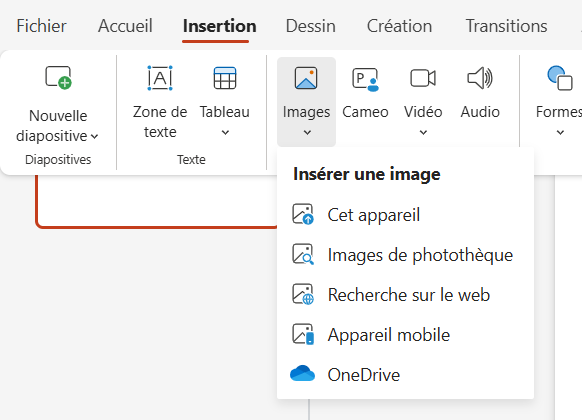 Fichier Accueil Insertion Dessin Création Transitions
Nouvelle diapositive
Zone de texte
Tableau
Images
Cameo
Vidéo
Audio
Formes
Diapositives
Texte
Insérer une image
Cet appareil
Images de photothèque
Recherche sur le web
Appareil mobile
OneDrive